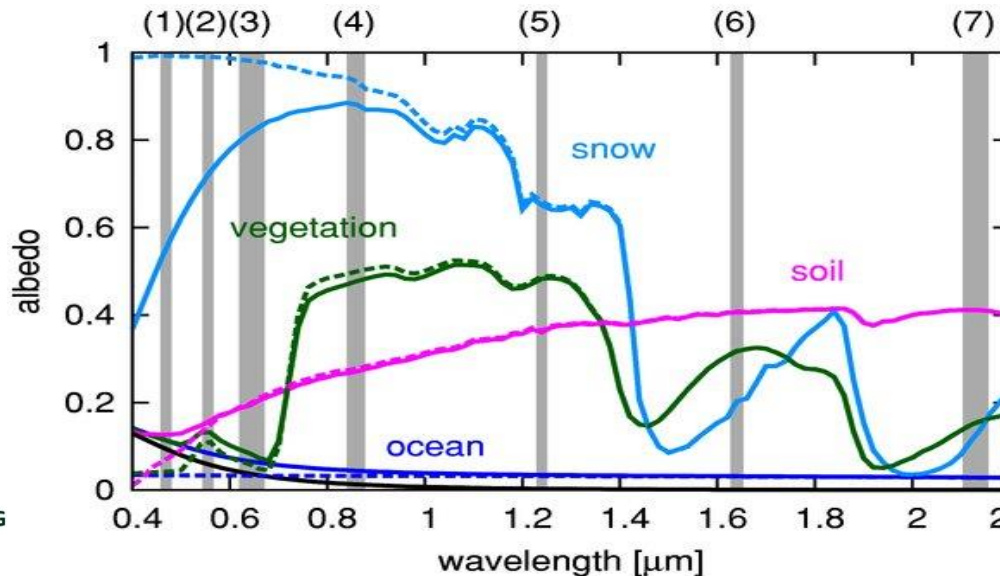 (1)(2)(3) (4) (5) (6) (7)
1
0.8
snow
0.6
vegetation
albedo
soil
0.4
0.2
ocean
0
0.4 0.6 0.8 1 1.2 1.4 1.6 1.8 2
wavelength [μm]